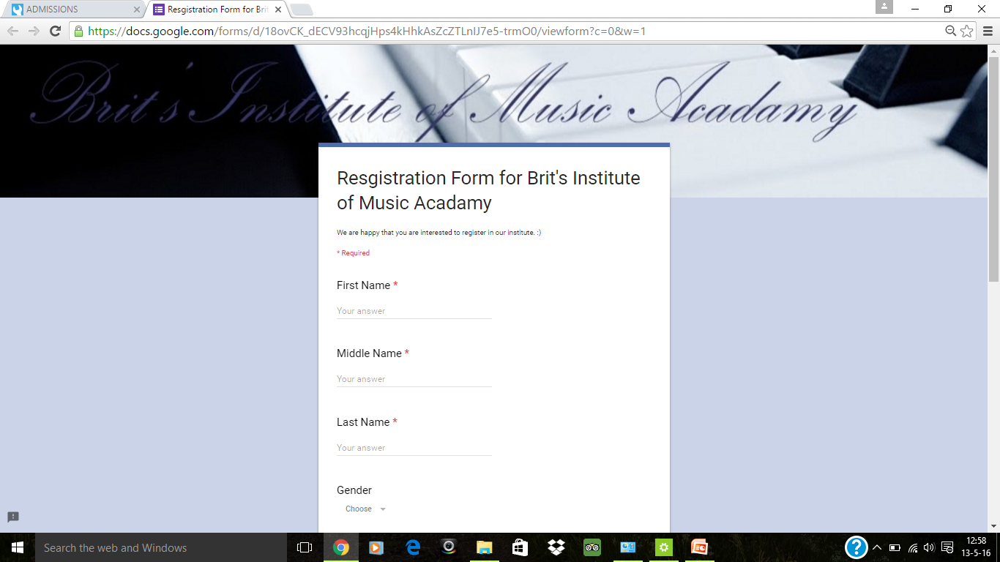 ADMISSIONS
Resgistration Form for Brit
https://docs.google.com/forms/d/18ovCK_dECV93hcqjHps4kHhkAsZcZTLnIJ7e5-trmO0/viewform?c=0&w=1
Brit's Institute of Music Acadamy
Resgistration Form for Brit's Institute
of Music Acadamy
We are happy that you are interested to register in our institute. :)
* Required
First Name *
Your answer
Middle Name *
Your answer
Last Name *
Your answer
Gender
Choose
Search the web and Windows
12:58
13-5-16